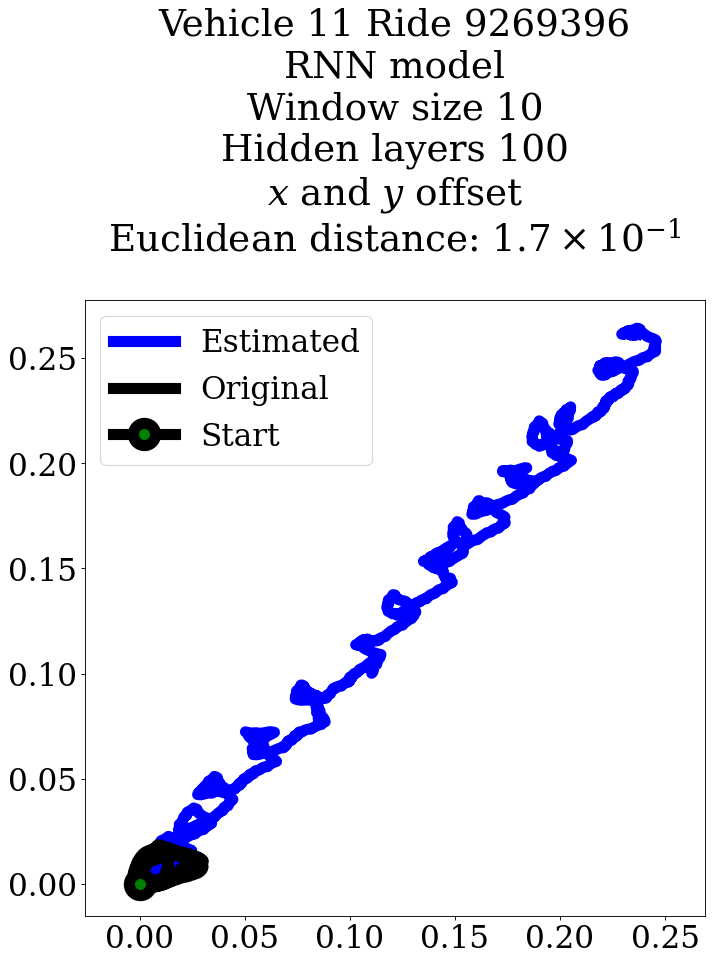 Vehicle 11 Ride 9269396
RNN model
Window size 10
Hidden layers 100
x and y offset
Euclidean distance: 1.7 × 10⁻¹
Estimated
Original
Start
0.25
0.20
0.15
0.10
0.05
0.00
0.00 0.05 0.10 0.15 0.20 0.25